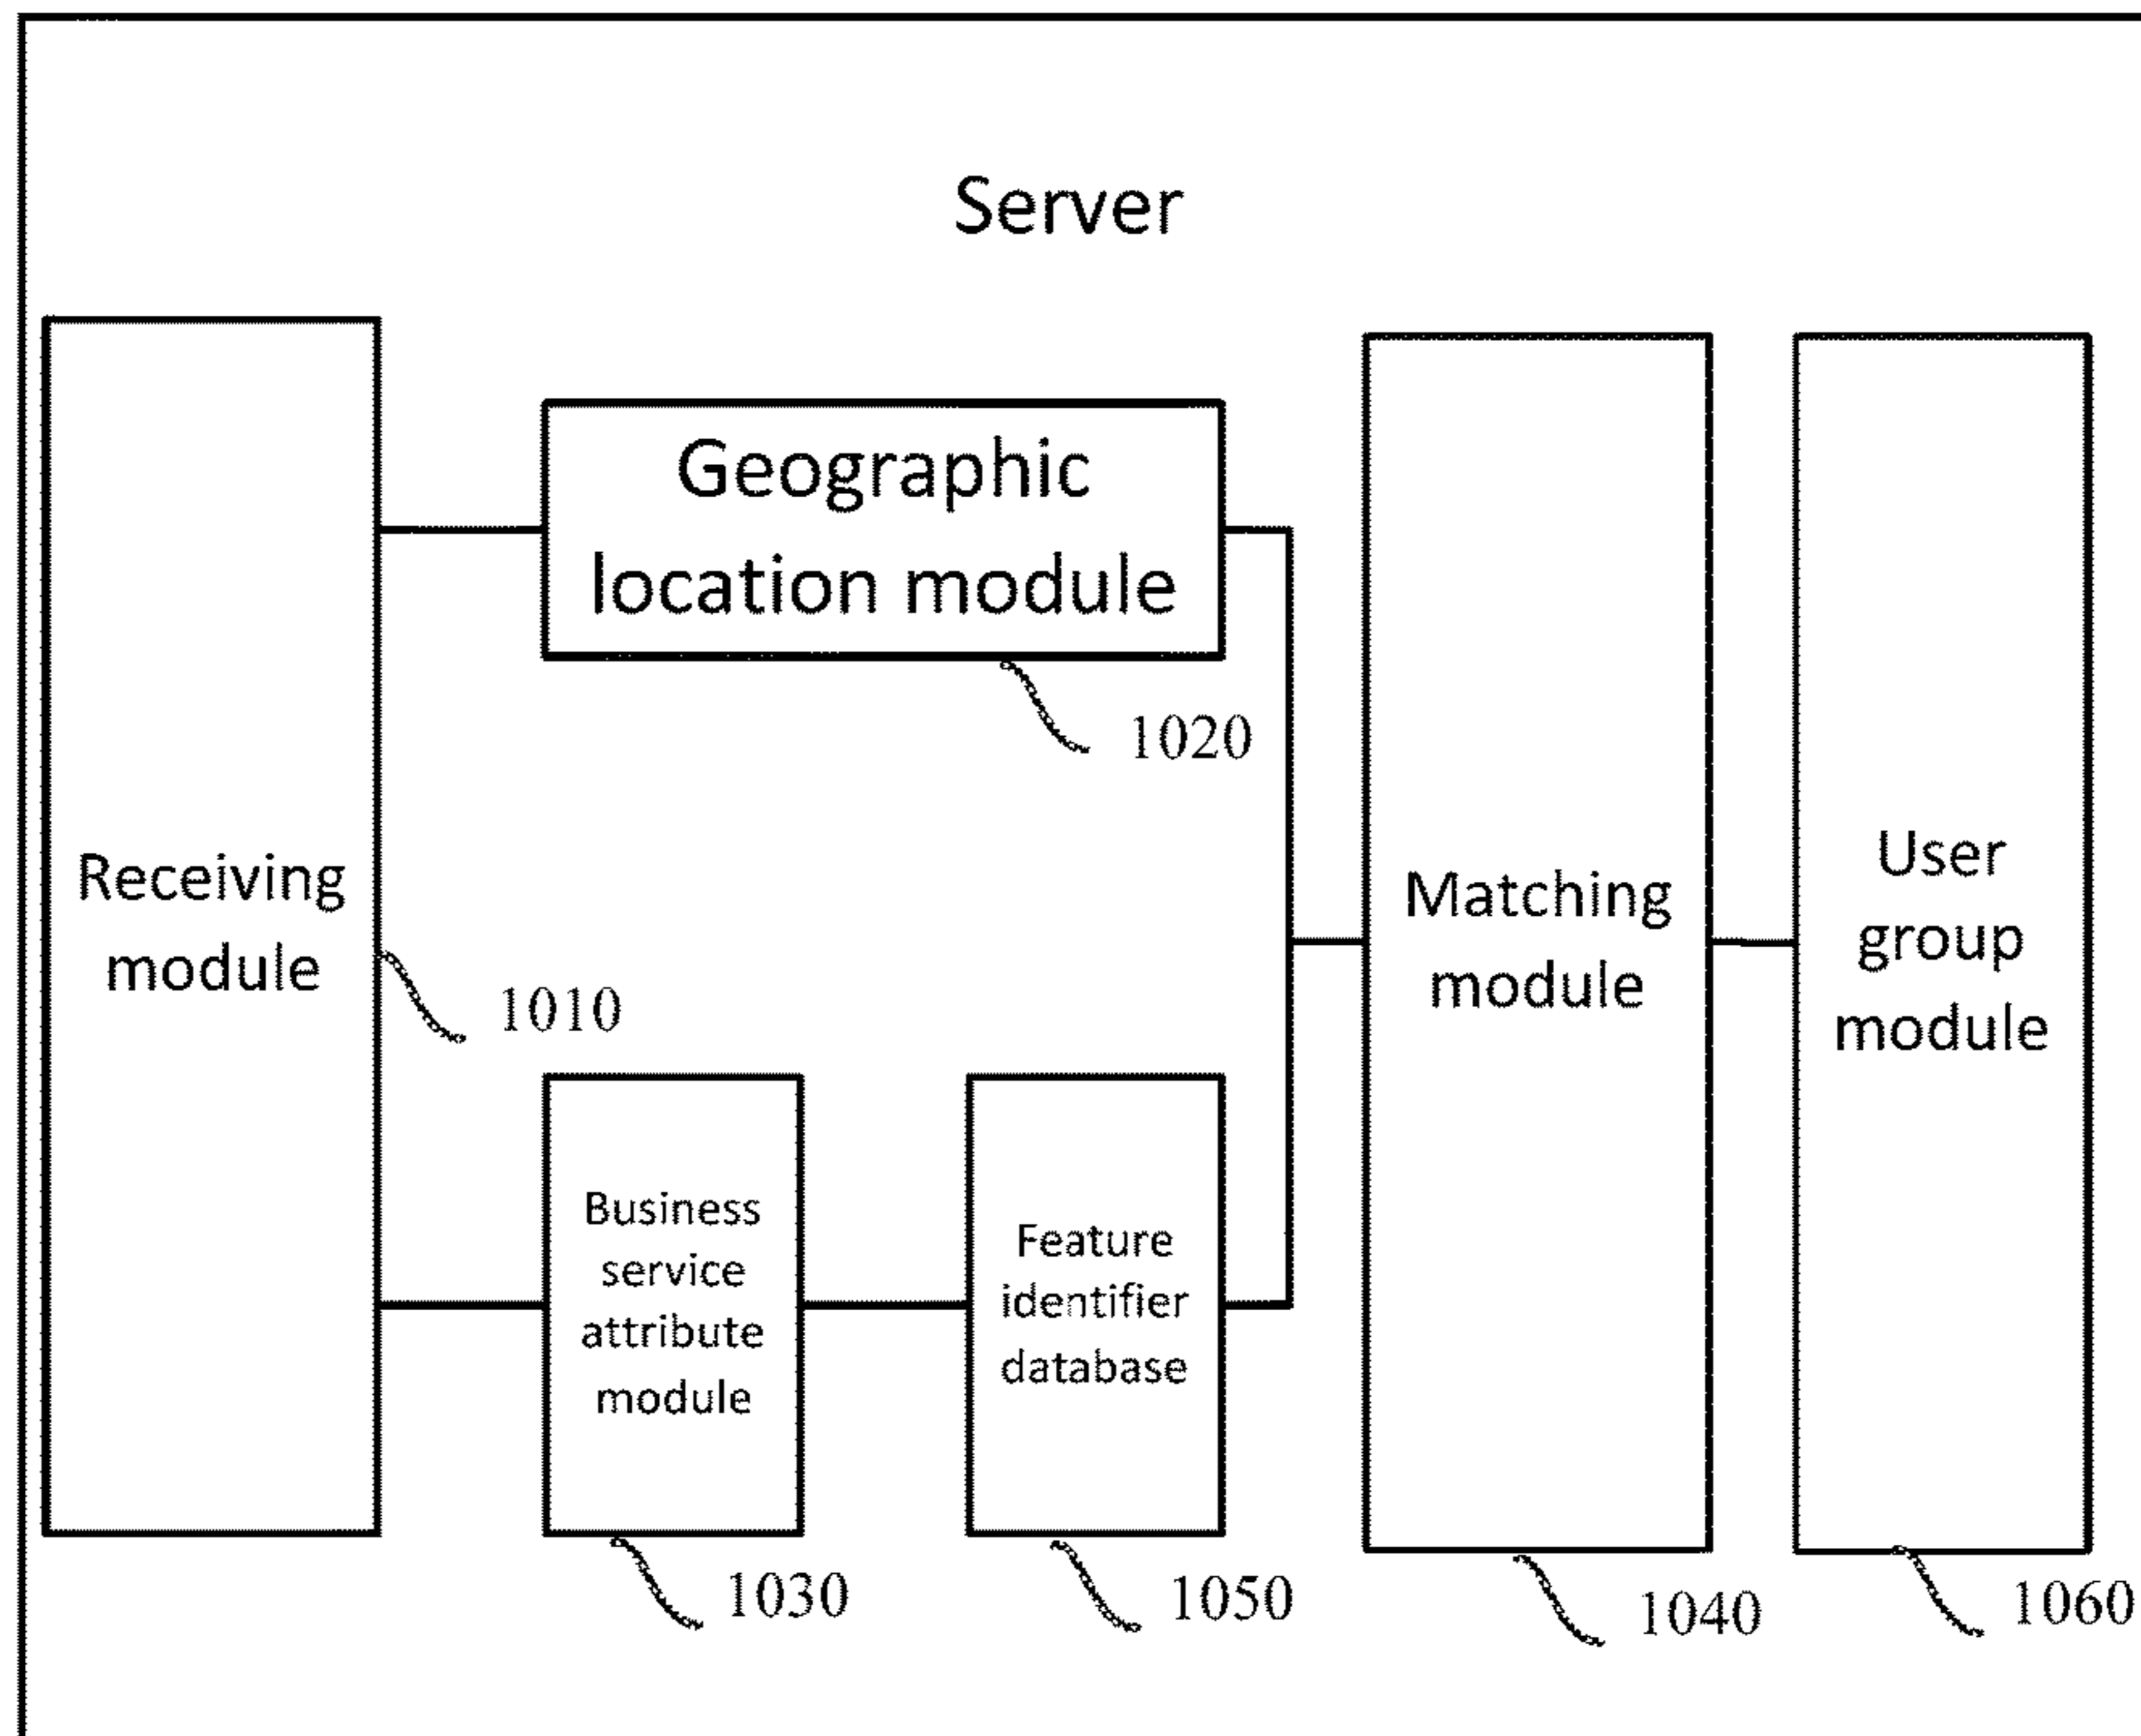 Server
Receiving
module
1010
Geographic
location module
1020
Business
service
attribute
module
1030
Feature
identifier
database
1050
Matching
module
1040
User
group
module
1060